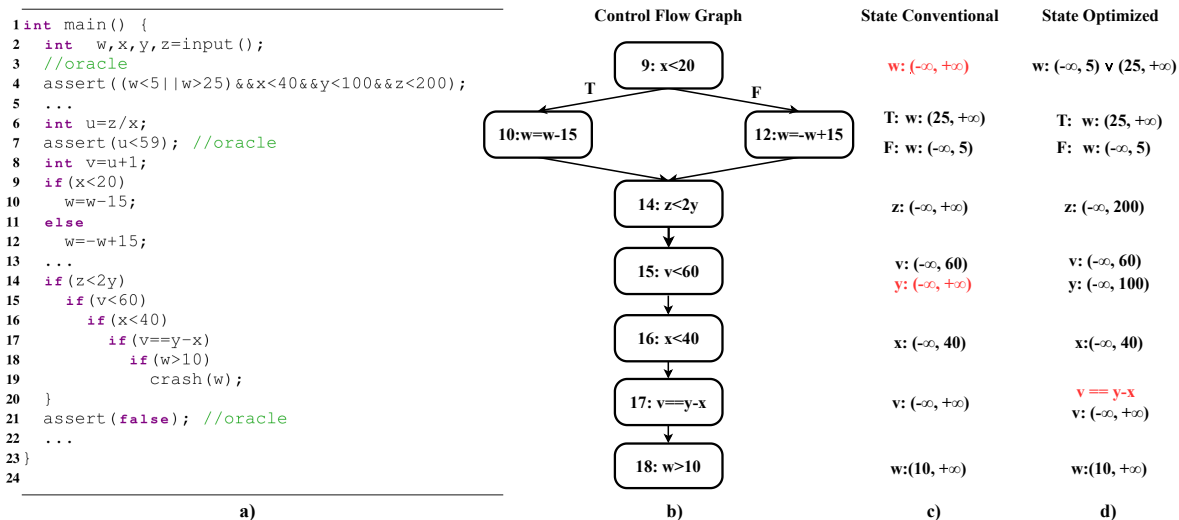 1 int main() {
2 int w,x,y,z=input();
3 //oracle
4 assert((w<5||w>25)&&x<40&&y<100&&z<200);
5 ...
6 int u=z/x;
7 assert(u<59); //oracle
8 int v=u+1;
9 if(x<20)
10 w=w-15;
11 else
12 w=-w+15;
13 ...
14 if(z<2y)
15 if(v<60)
16 if(x<40)
17 if(v==y-x)
18 if(w>10)
19 crash(w);
20 }
21 assert(false); //oracle
22 ...
23 }
24
a)
Control Flow Graph
9: x<20
T
F
10:w=w-15
12:w=-w+15
14: z<2y
15: v<60
16: x<40
17: v==y-x
18: w>10
b)
State Conventional
w: (-∞, +∞)
T: w: (25, +∞)
F: w: (-∞, 5)
z: (-∞, +∞)
v: (-∞, 60)
y: (-∞, +∞)
x: (-∞, 40)
v: (-∞, +∞)
w:(10, +∞)
c)
State Optimized
w: (-∞, 5) ∨ (25, +∞)
T: w: (25, +∞)
F: w: (-∞, 5)
z: (-∞, 200)
v: (-∞, 60)
y: (-∞, 100)
x:(-∞, 40)
v == y-x
v: (-∞, +∞)
w:(10, +∞)
d)